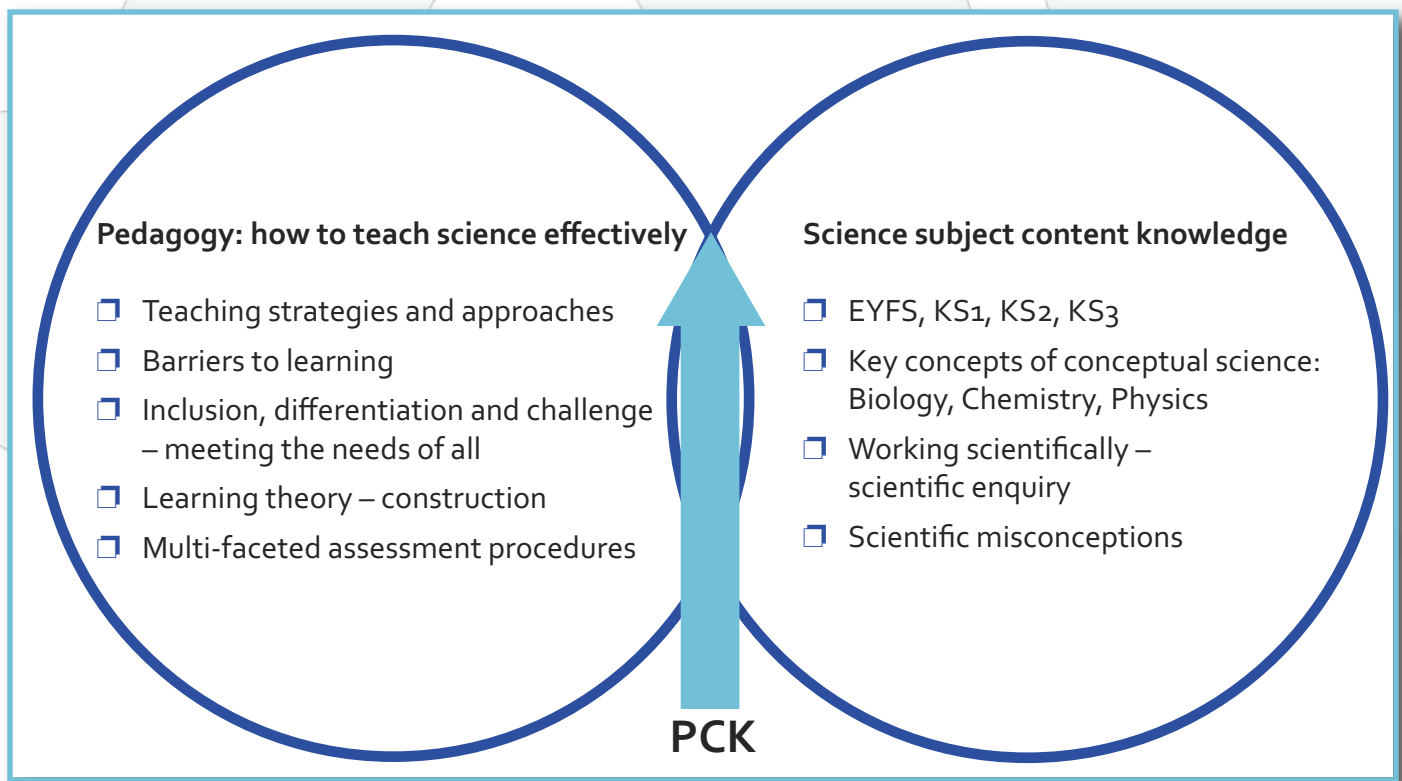 Pedagogy: how to teach science effectively
❐ Teaching strategies and approaches
❐ Barriers to learning
❐ Inclusion, differentiation and challenge
– meeting the needs of all
❐ Learning theory – construction
❐ Multi-faceted assessment procedures
Science subject content knowledge
❐ EYFS, KS1, KS2, KS3
❐ Key concepts of conceptual science:
Biology, Chemistry, Physics
❐ Working scientifically –
scientific enquiry
❐ Scientific misconceptions
PCK